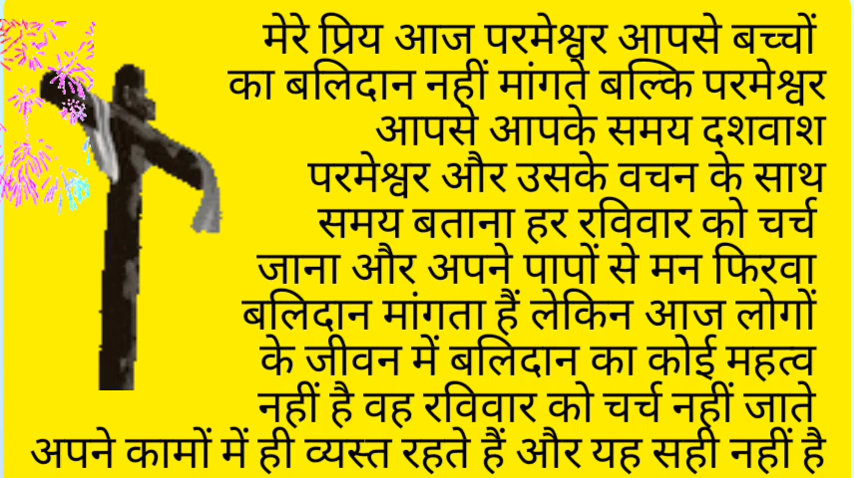 मेरे प्रिय आज परमेश्वर आपसे बच्चों
का बलिदान नहीं मांगते बल्कि परमेश्वर
आपसे आपके समय दशवाश
परमेश्वर और उसके वचन के साथ
समय बताना हर रविवार को चर्च
जाना और अपने पापों से मन फिरवा
बलिदान मांगता हैं लेकिन आज लोगों
के जीवन में बलिदान का कोई महत्व
नहीं है वह रविवार को चर्च नहीं जाते
अपने कामों में ही व्यस्त रहते हैं और यह सही नहीं है